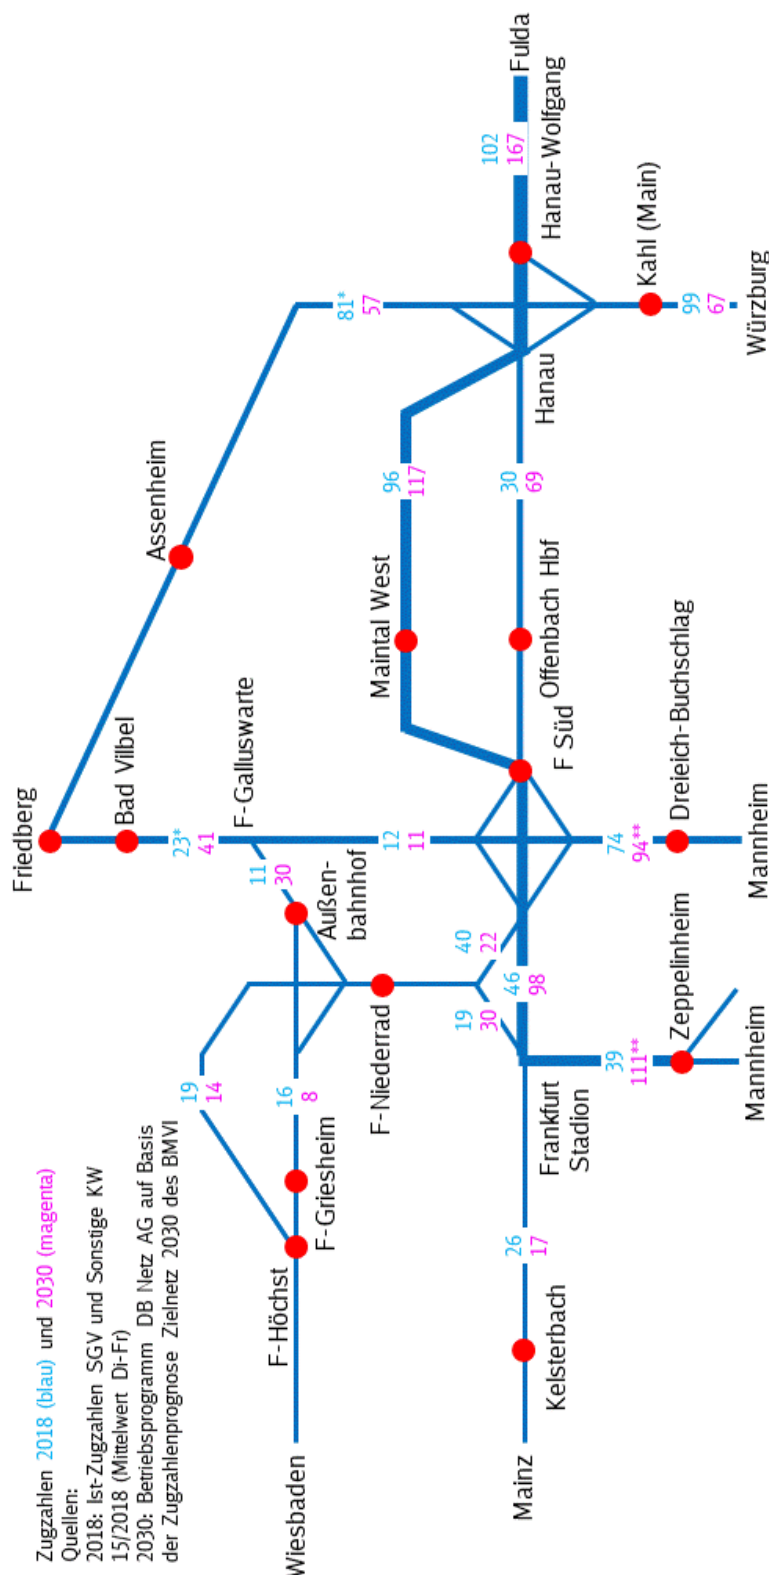 Zugzahlen 2018 (blau) und 2030 (magenta)
Quellen:
2018: Ist-Zugzahlen SGV und Sonstige KW
15/2018 (Mittelwert Di-Fr)
2030: Betriebsprogramm DB Netz AG auf Basis
der Zugzahlenprognose Zielnetz 2030 des BMVI
Friedberg
Bad Vilbel
23*
41
Assenheim
81*
57
F-Galluswarte
11
30
Außen-
bahnhof
12
11
19
14
16
8
F-Höchst
F-Griesheim
Wiesbaden
F-Niederrad
40
22
19
30
46
98
Maintal West
96
117
30
69
Offenbach Hbf
F Süd
Hanau
102
167
Fulda
Hanau-Wolfgang
Kahl (Main)
99
67
Würzburg
Mainz
Kelsterbach
26
17
Frankfurt
Stadion
39
111**
Zeppelinheim
Mannheim
74
94**
Dreieich-Buchschlag
Mannheim